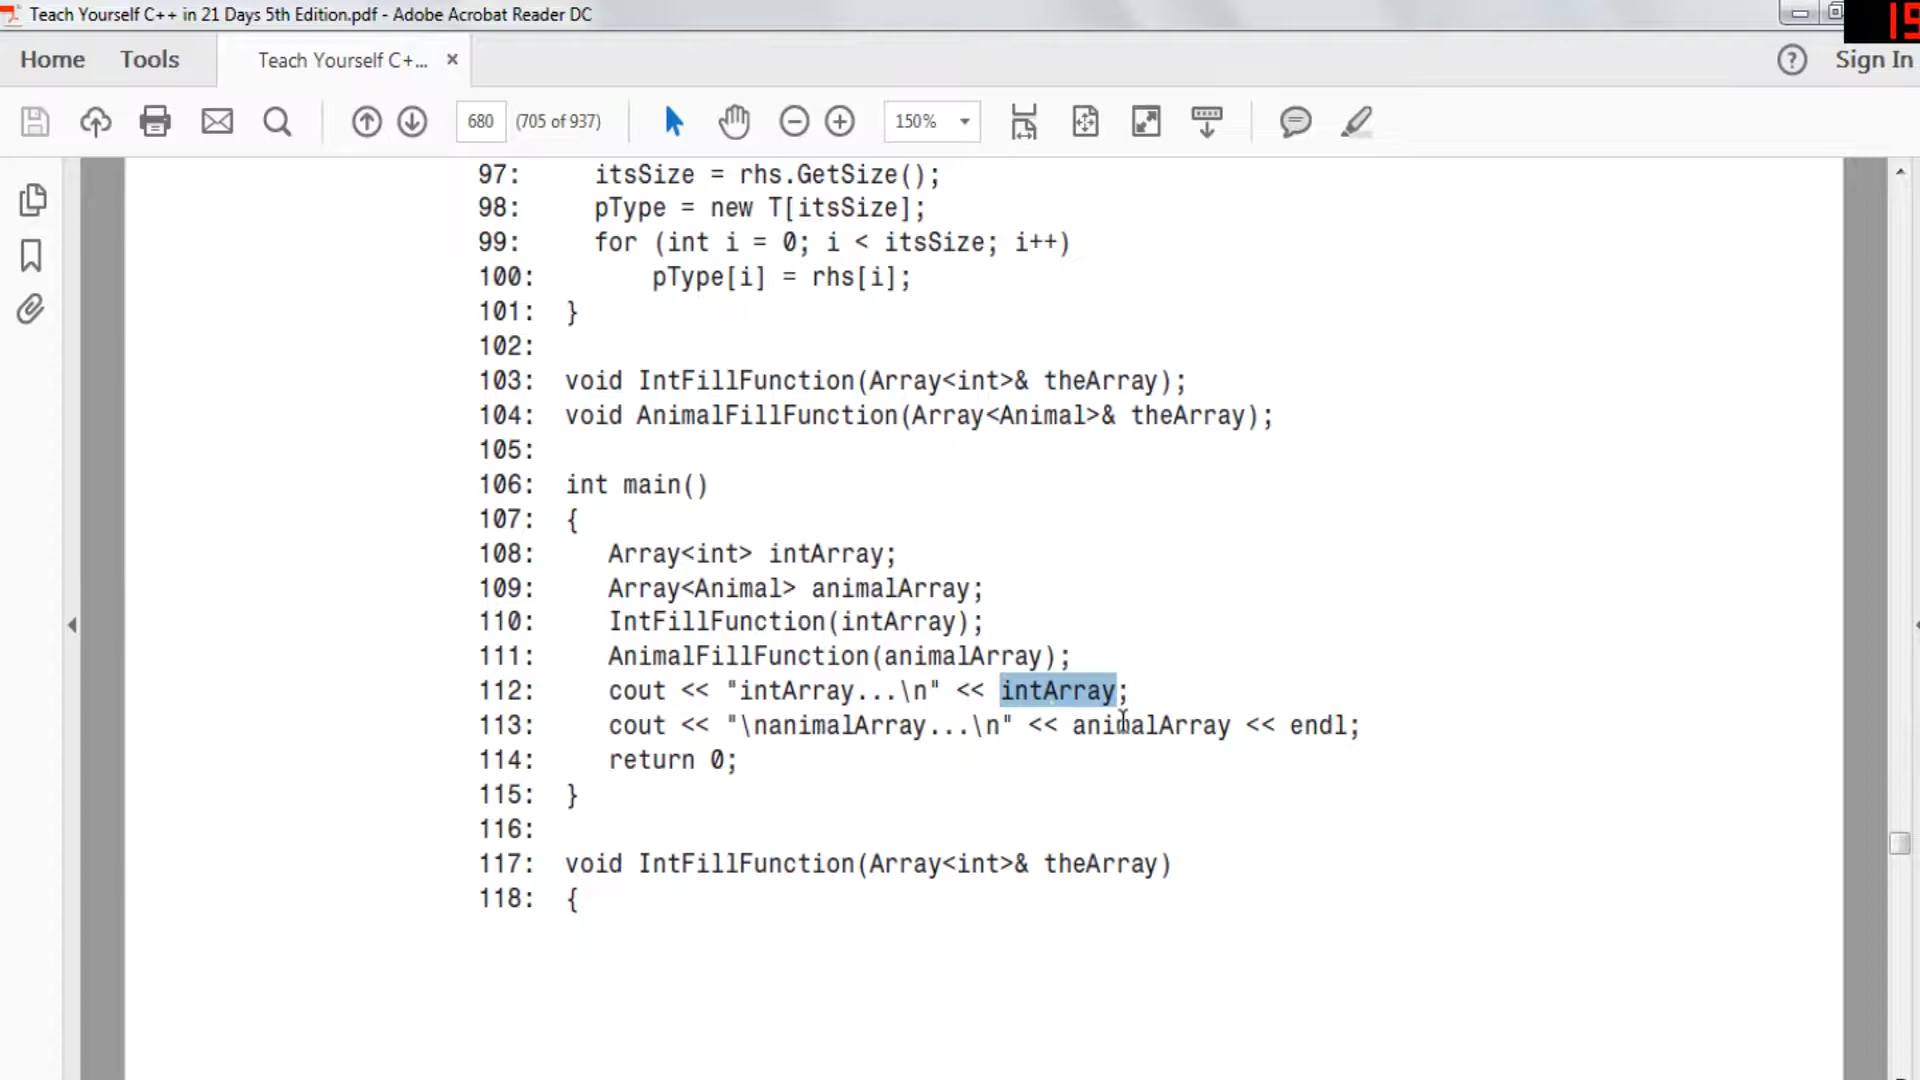 Teach Yourself C++ in 21 Days 5th Edition.pdf - Adobe Acrobat Reader DC
Home Tools Teach Yourself C+... × ? Sign In
680 (705 of 937) 150%
97: itsSize = rhs.GetSize();
98: pType = new T[itsSize];
99: for (int i = 0; i < itsSize; i++)
100: pType[i] = rhs[i];
101: }
102:
103: void IntFillFunction(Array<int>& theArray);
104: void AnimalFillFunction(Array<Animal>& theArray);
105:
106: int main()
107: {
108: Array<int> intArray;
109: Array<Animal> animalArray;
110: IntFillFunction(intArray);
111: AnimalFillFunction(animalArray);
112: cout << "intArray...\n" << intArray;
113: cout << "\nanimalArray...\n" << animalArray << endl;
114: return 0;
115: }
116:
117: void IntFillFunction(Array<int>& theArray)
118: {